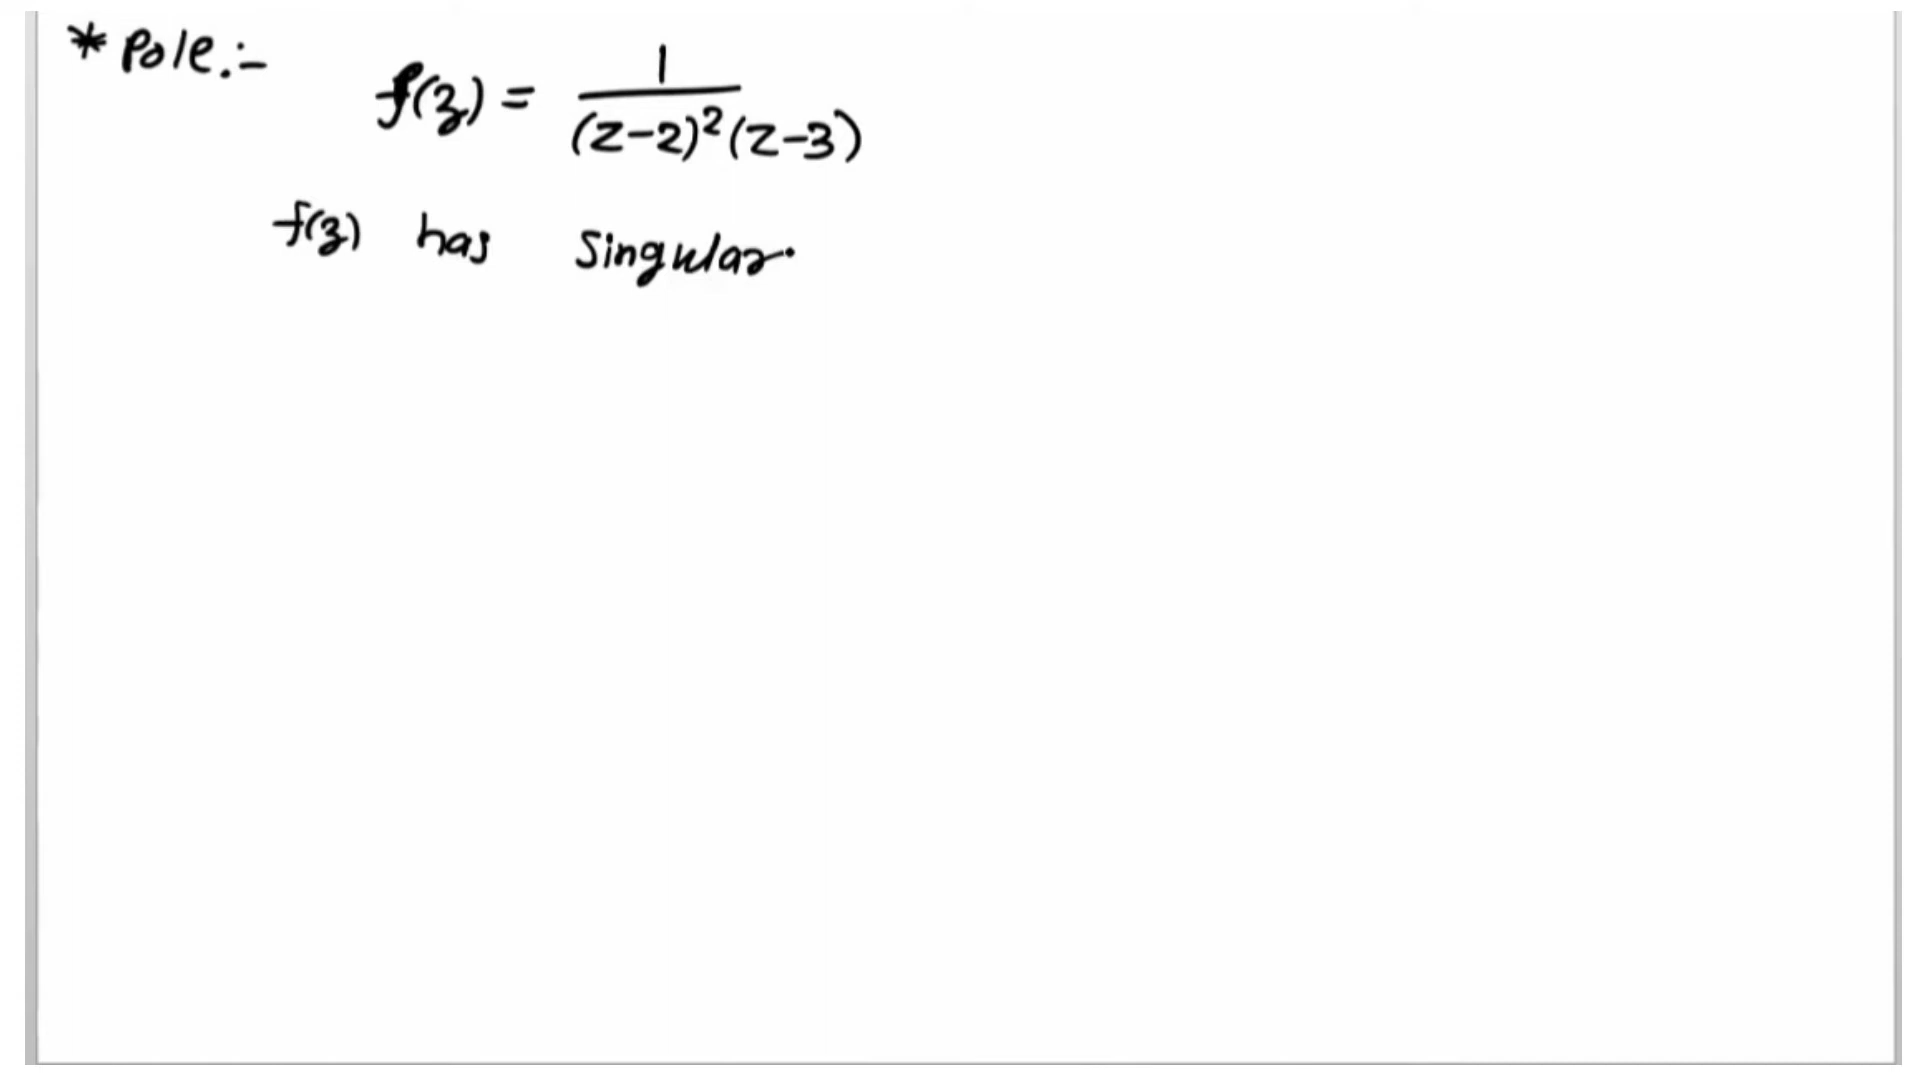 * Pole :-
f(z) = 1 / (z-2)²(z-3)
f(z) has Singular